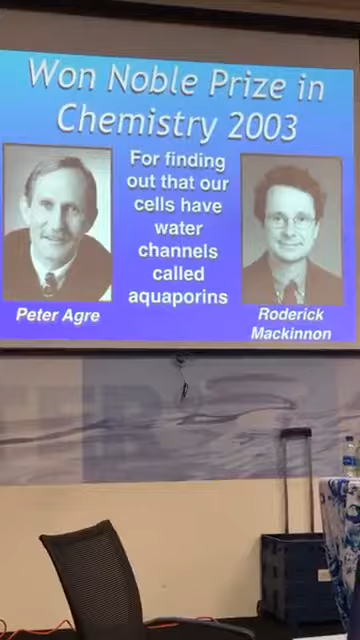 Won Noble Prize in
Chemistry 2003
For finding
out that our
cells have
water
channels
called
aquaporins
Peter Agre
Roderick
Mackinnon